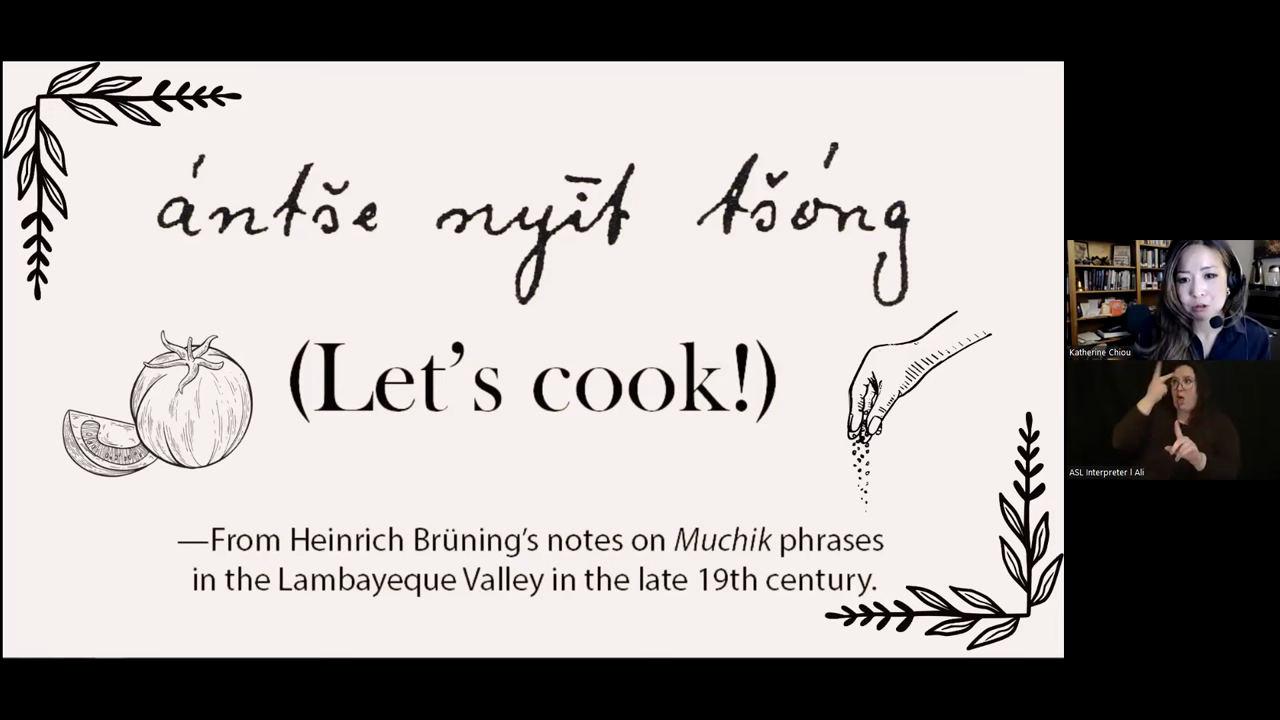 ántše nyīt tšóng
(Let’s cook!)
—From Heinrich Brüning’s notes on Muchik phrases
in the Lambayeque Valley in the late 19th century.
Katherine Chiou
ASL Interpreter l Ali